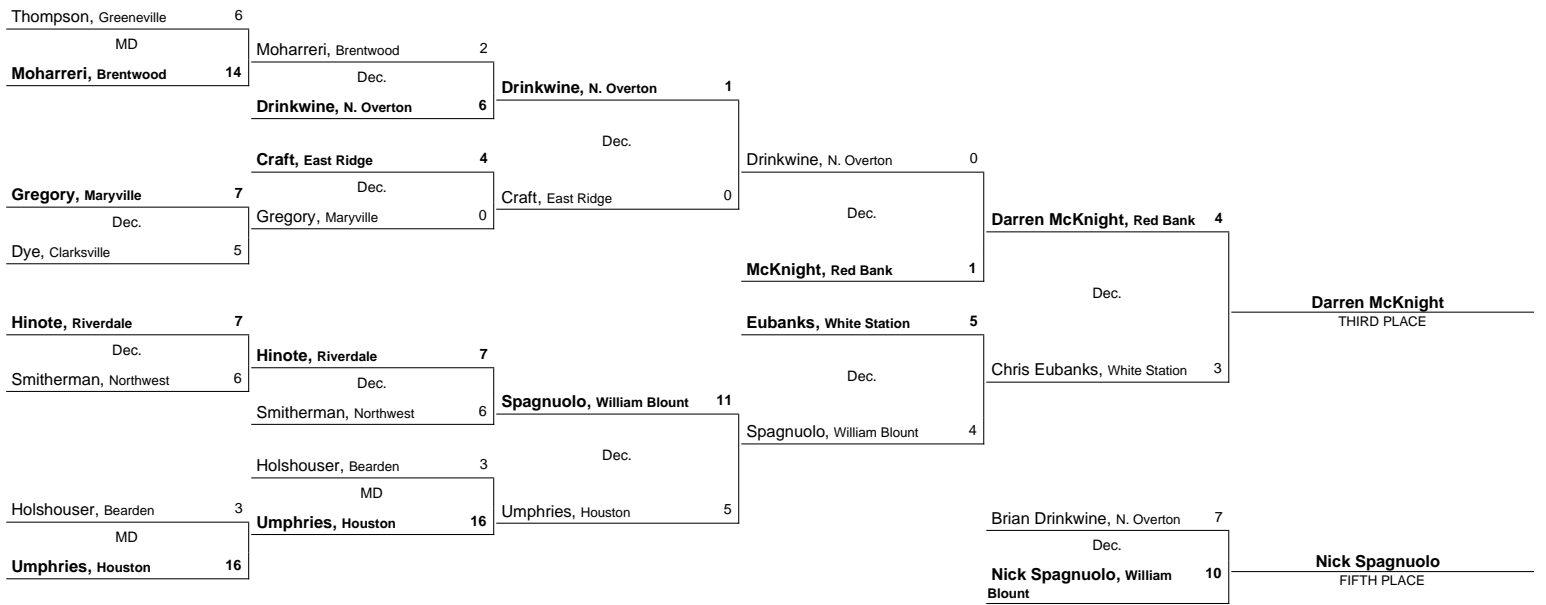 Thompson, Greeneville 6
MD
Moharreri, Brentwood 14
Gregory, Maryville 7
Dec.
Dye, Clarksville 5
Hinote, Riverdale 7
Dec.
Smitherman, Northwest 6
Holshouser, Bearden 3
MD
Umphries, Houston 16
Moharreri, Brentwood 2
Dec.
Drinkwine, N. Overton 6
Craft, East Ridge 4
Dec.
Gregory, Maryville 0
Hinote, Riverdale 7
Dec.
Smitherman, Northwest 6
Holshouser, Bearden 3
MD
Umphries, Houston 16
Drinkwine, N. Overton 1
Dec.
Craft, East Ridge 0
Spagnuolo, William Blount 11
Dec.
Umphries, Houston 5
Drinkwine, N. Overton 0
Dec.
McKnight, Red Bank 1
Eubanks, White Station 5
Dec.
Spagnuolo, William Blount 4
Darren McKnight, Red Bank 4
Dec.
Chris Eubanks, White Station 3
Darren McKnight
THIRD PLACE
Brian Drinkwine, N. Overton 7
Dec.
Nick Spagnuolo, William 10
Blount
Nick Spagnuolo
FIFTH PLACE